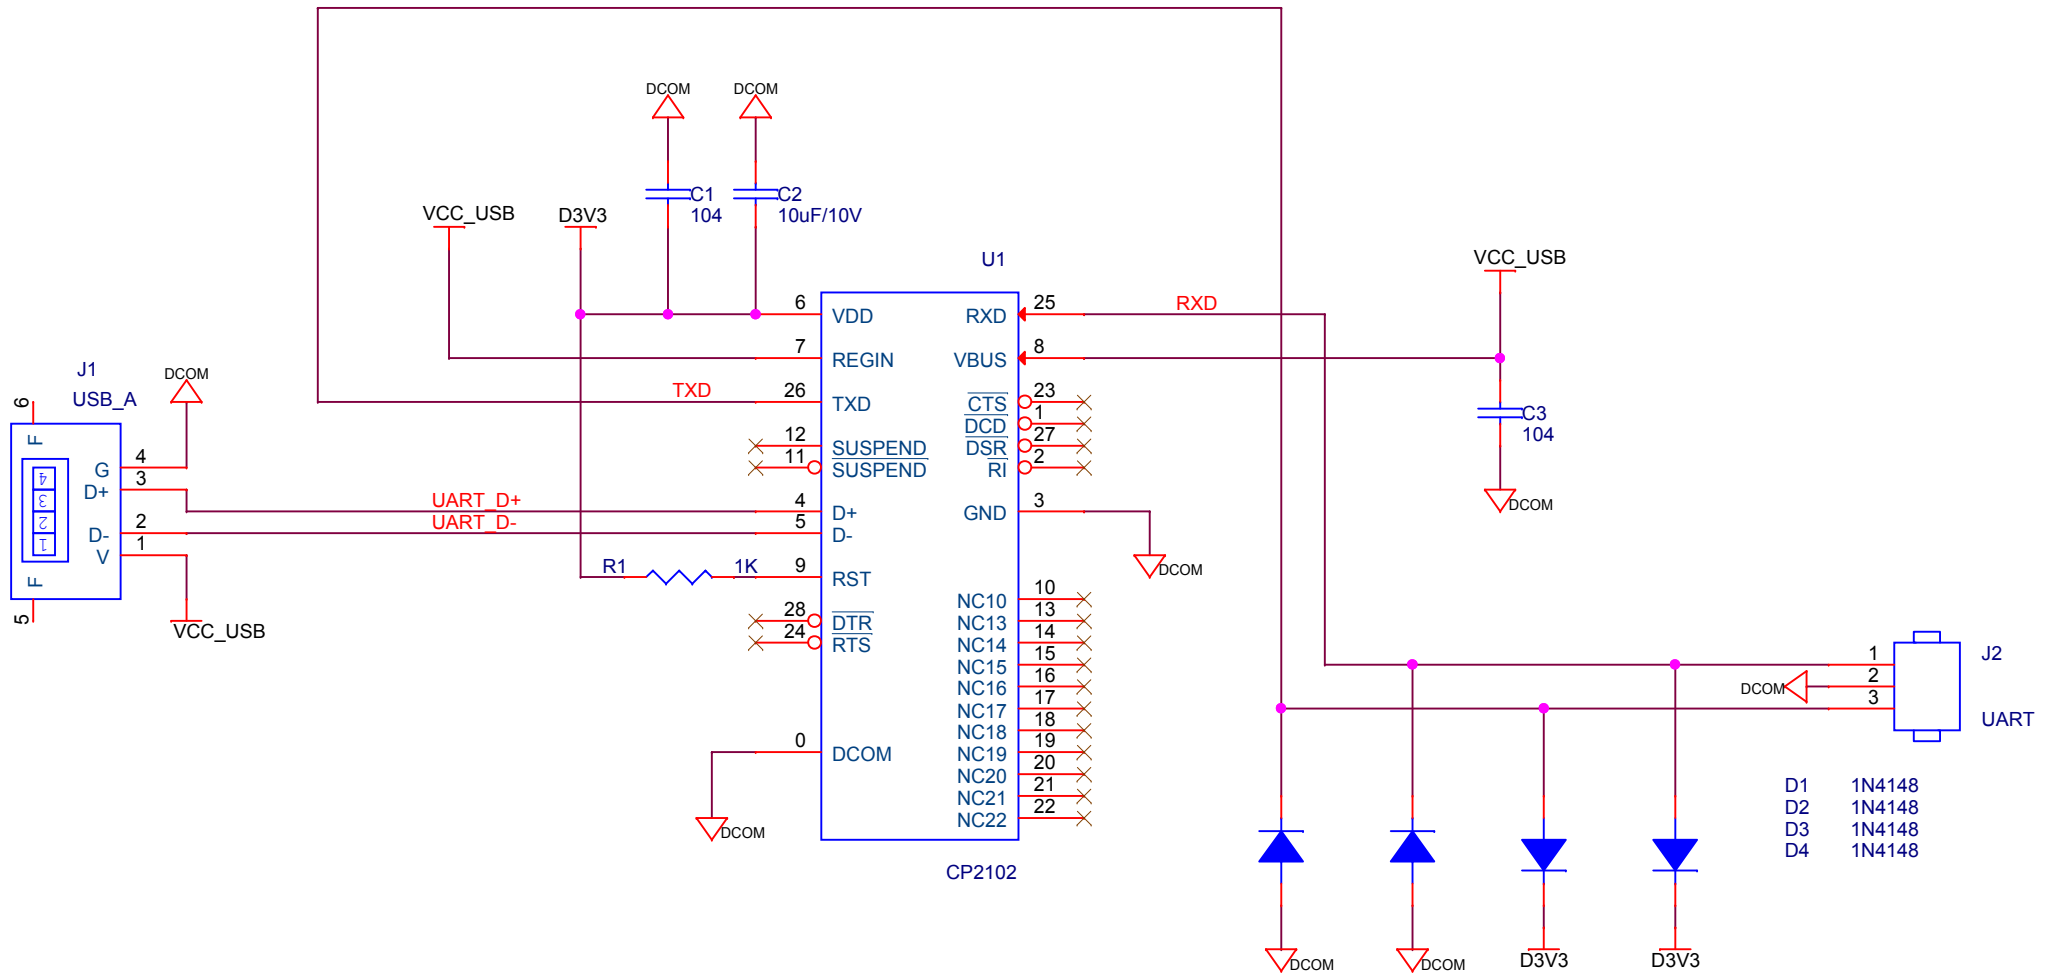 DCOM DCOM
C1
104
C2
10uF/10V
VCC_USB
D3V3
U1
VCC_USB
6 VDD
7 REGIN
TXD 26 TXD
12 SUSPEND
11 SUSPEND
UART_D+ 4 D+
UART_D- 5 D-
R1 1K 9 RST
28 DTR
24 RTS
0 DCOM
DCOM
RXD 25 RXD
VBUS 8
CTS 23
DCD 1
DSR 27
RI 2
GND 3
DCOM
NC10 10
NC13 13
NC14 14
NC15 15
NC16 16
NC17 17
NC18 18
NC19 19
NC20 20
NC21 21
NC22 22
CP2102
C3
104
DCOM
J1
USB_A
DCOM
6
F
4
3
2
1
F
5
G 4
D+ 3
D- 2
V 1
VCC_USB
1
DCOM 2
3
J2
UART
D1 1N4148
D2 1N4148
D3 1N4148
D4 1N4148
DCOM
DCOM
D3V3
D3V3